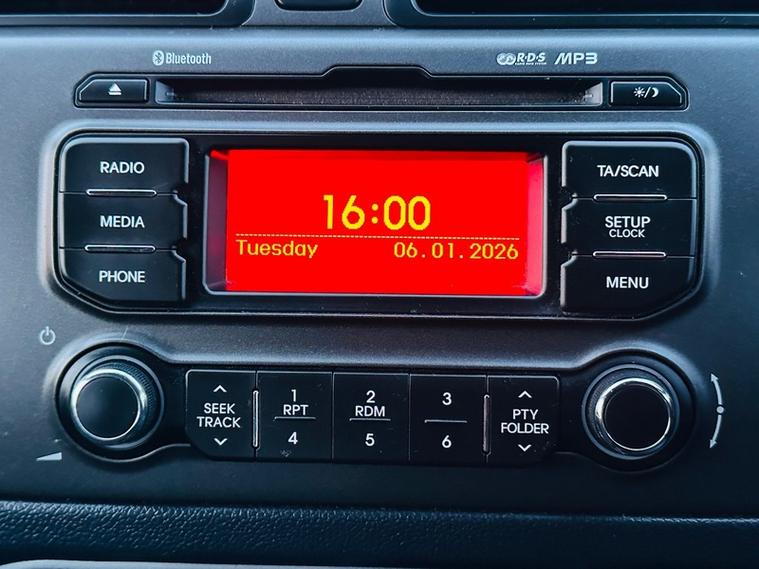 Bluetooth
R·D·S MP3
RADIO
MEDIA
PHONE
16:00
Tuesday 06.01.2026
TA/SCAN
SETUP
CLOCK
MENU
SEEK
TRACK
1
RPT
4
2
RDM
5
3
6
PTY
FOLDER